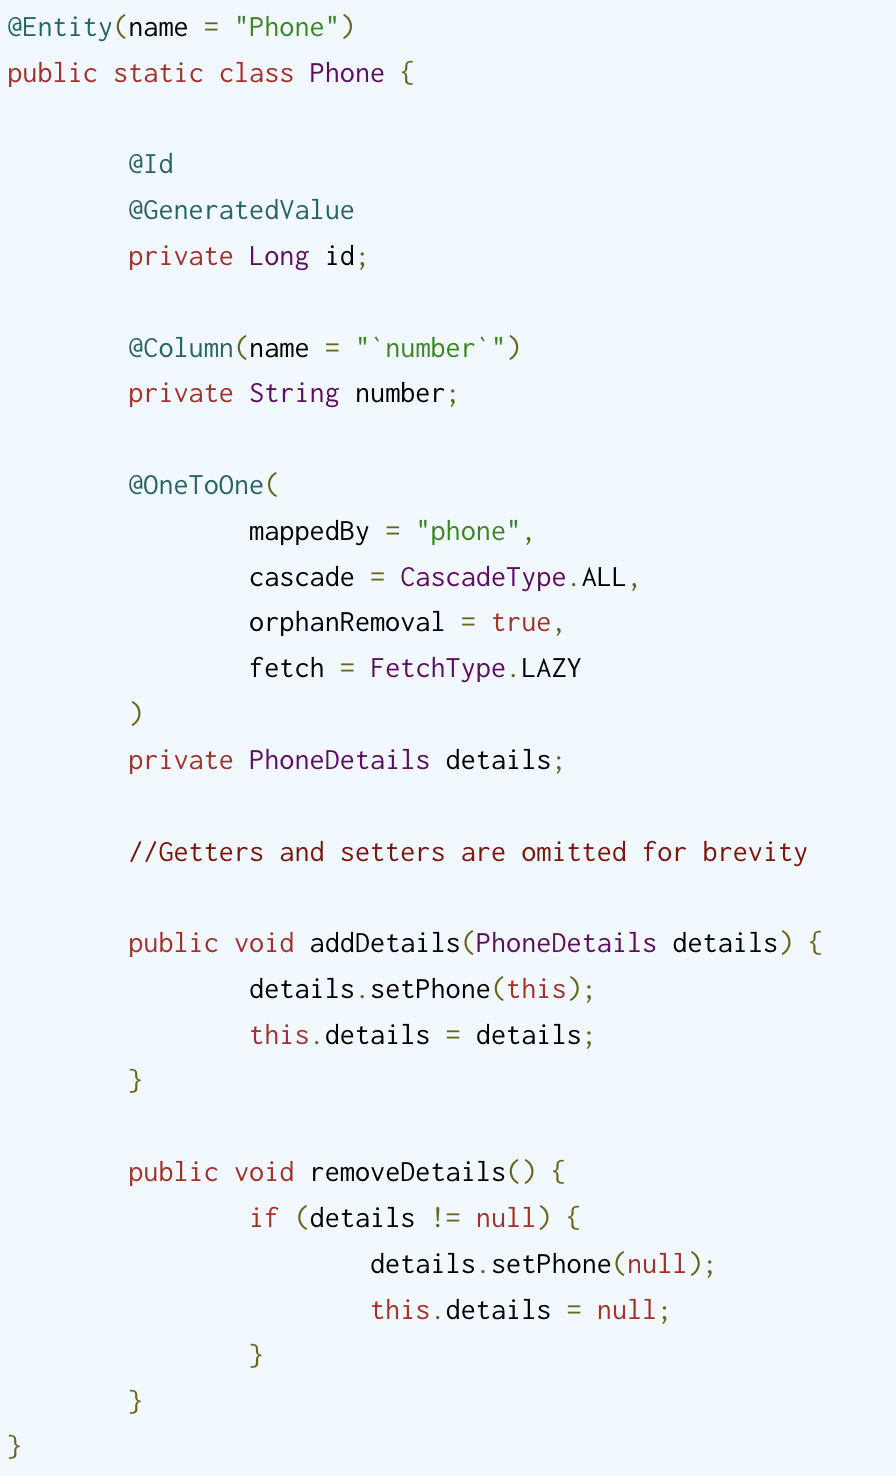 @Entity(name = "Phone")
public static class Phone {

	@Id
	@GeneratedValue
	private Long id;

	@Column(name = "`number`")
	private String number;

	@OneToOne(
		mappedBy = "phone",
		cascade = CascadeType.ALL,
		orphanRemoval = true,
		fetch = FetchType.LAZY
	)
	private PhoneDetails details;

	//Getters and setters are omitted for brevity

	public void addDetails(PhoneDetails details) {
		details.setPhone(this);
		this.details = details;
	}

	public void removeDetails() {
		if (details != null) {
			details.setPhone(null);
			this.details = null;
		}
	}
}